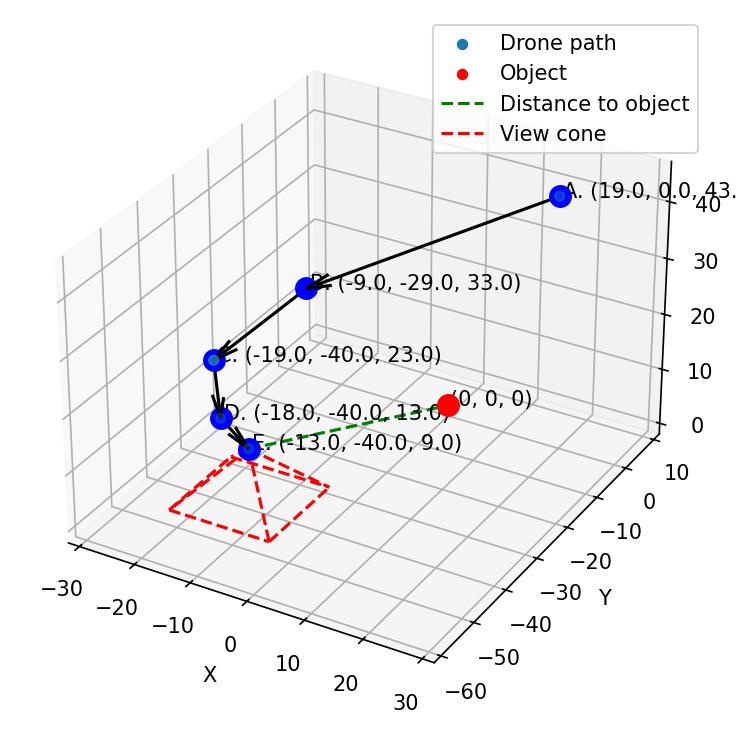 Drone path
Object
Distance to object
View cone
A. (19.0, 0.0, 43.
40
B. (-9.0, -29.0, 33.0)
30
20
C. (-19.0, -40.0, 23.0)
10
(0, 0, 0)
D. (-18.0, -40.0, 13.0)
0
E. (-13.0, -40.0, 9.0)
10
0
−10
−20
−30
Y
−40
−50
−60
−30
−20
−10
0
10
20
30
X